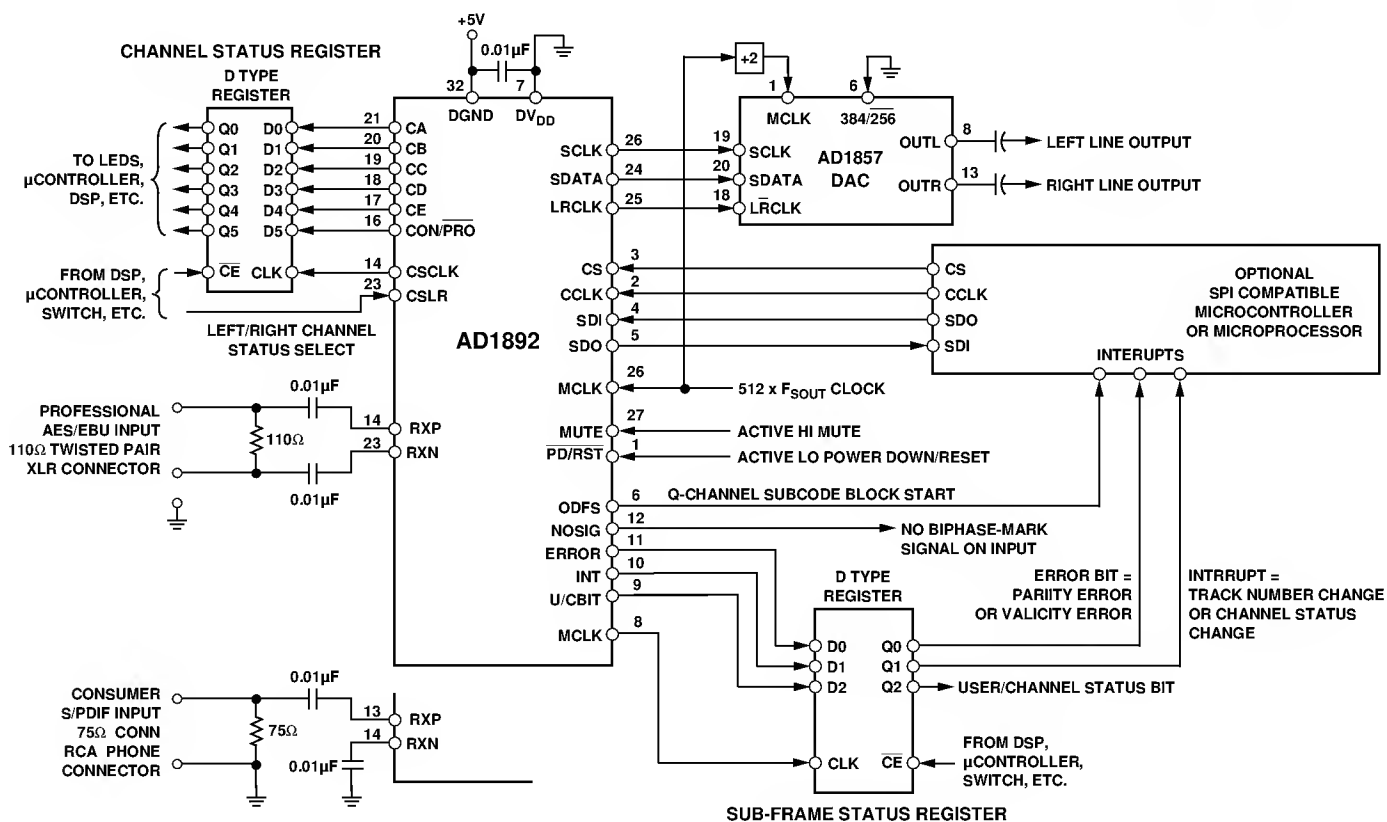 +5V
0.01µF
32
7
DGND
DVDD
CHANNEL STATUS REGISTER
D TYPE
REGISTER
Q0
Q1
Q2
Q3
Q4
Q5
D0
D1
D2
D3
D4
D5
CE
CLK
TO LEDS,
µCONTROLLER,
DSP, ETC.
FROM DSP,
µCONTROLLER,
SWITCH, ETC.
LEFT/RIGHT CHANNEL
STATUS SELECT
21
20
19
18
17
16
14
23
CA
CB
CC
CD
CE
CON/PRO
CSCLK
CSLR
AD1892
SCLK
SDATA
LRCLK
26
24
25
+2
1
6
MCLK
384/256
19
20
18
SCLK
SDATA
LRCLK
AD1857
DAC
OUTL
OUTR
8
13
LEFT LINE OUTPUT
RIGHT LINE OUTPUT
CS
CCLK
SDI
SDO
3
2
4
5
CS
CCLK
SDO
SDI
OPTIONAL
SPI COMPATIBLE
MICROCONTROLLER
OR MICROPROCESSOR
INTERUPTS
MCLK
26
512 x FSOUT CLOCK
MUTE
27
ACTIVE HI MUTE
PD/RST
1
ACTIVE LO POWER DOWN/RESET
PROFESSIONAL
AES/EBU INPUT
110Ω TWISTED PAIR
XLR CONNECTOR
0.01µF
110Ω
0.01µF
14
23
RXP
RXN
ODFS
NOSIG
ERROR
INT
U/CBIT
MCLK
6
12
11
10
9
8
Q-CHANNEL SUBCODE BLOCK START
NO BIPHASE-MARK
SIGNAL ON INPUT
ERROR BIT =
PARIITY ERROR
OR VALICITY ERROR
INTRRUPT =
TRACK NUMBER CHANGE
OR CHANNEL STATUS
CHANGE
D TYPE
REGISTER
D0
D1
D2
Q0
Q1
Q2
CLK
CE
USER/CHANNEL STATUS BIT
FROM DSP,
µCONTROLLER,
SWITCH, ETC.
SUB-FRAME STATUS REGISTER
CONSUMER
S/PDIF INPUT
75Ω CONN
RCA PHONE
CONNECTOR
0.01µF
75Ω
0.01µF
13
14
RXP
RXN